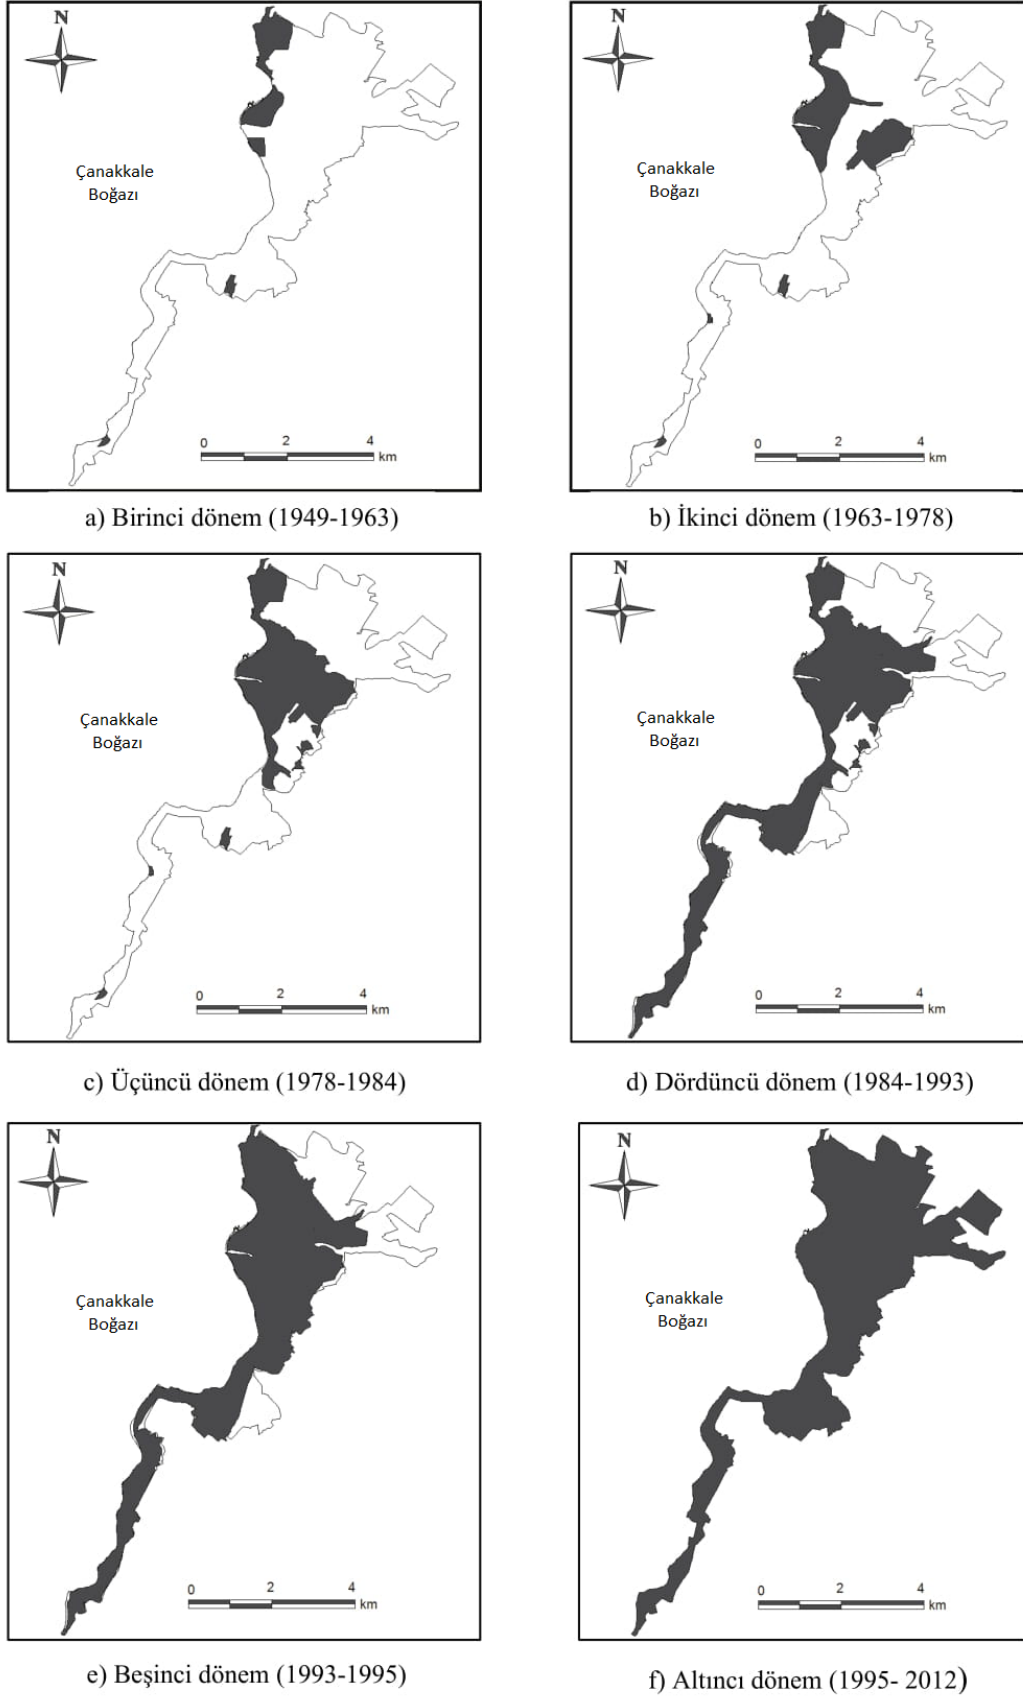 N
Çanakkale
Boğazı
0 2 4
km
a) Birinci dönem (1949-1963)
N
Çanakkale
Boğazı
0 2 4
km
b) İkinci dönem (1963-1978)
N
Çanakkale
Boğazı
0 2 4
km
c) Üçüncü dönem (1978-1984)
N
Çanakkale
Boğazı
0 2 4
km
d) Dördüncü dönem (1984-1993)
N
Çanakkale
Boğazı
0 2 4
km
e) Beşinci dönem (1993-1995)
N
Çanakkale
Boğazı
0 2 4
km
f) Altıncı dönem (1995- 2012)